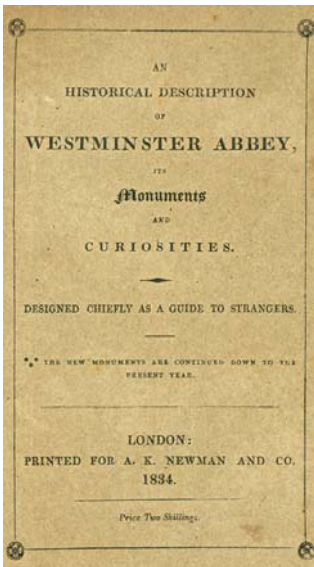 AN
HISTORICAL DESCRIPTION
OF
WESTMINSTER ABBEY,
ITS
Monuments
AND
CURIOSITIES.
DESIGNED CHIEFLY AS A GUIDE TO STRANGERS.
*⁎* THE NEW MONUMENTS ARE CONTINUED DOWN TO THE
PRESENT YEAR.
LONDON:
PRINTED FOR A. K. NEWMAN AND CO.
1834.
Price Two Shillings.